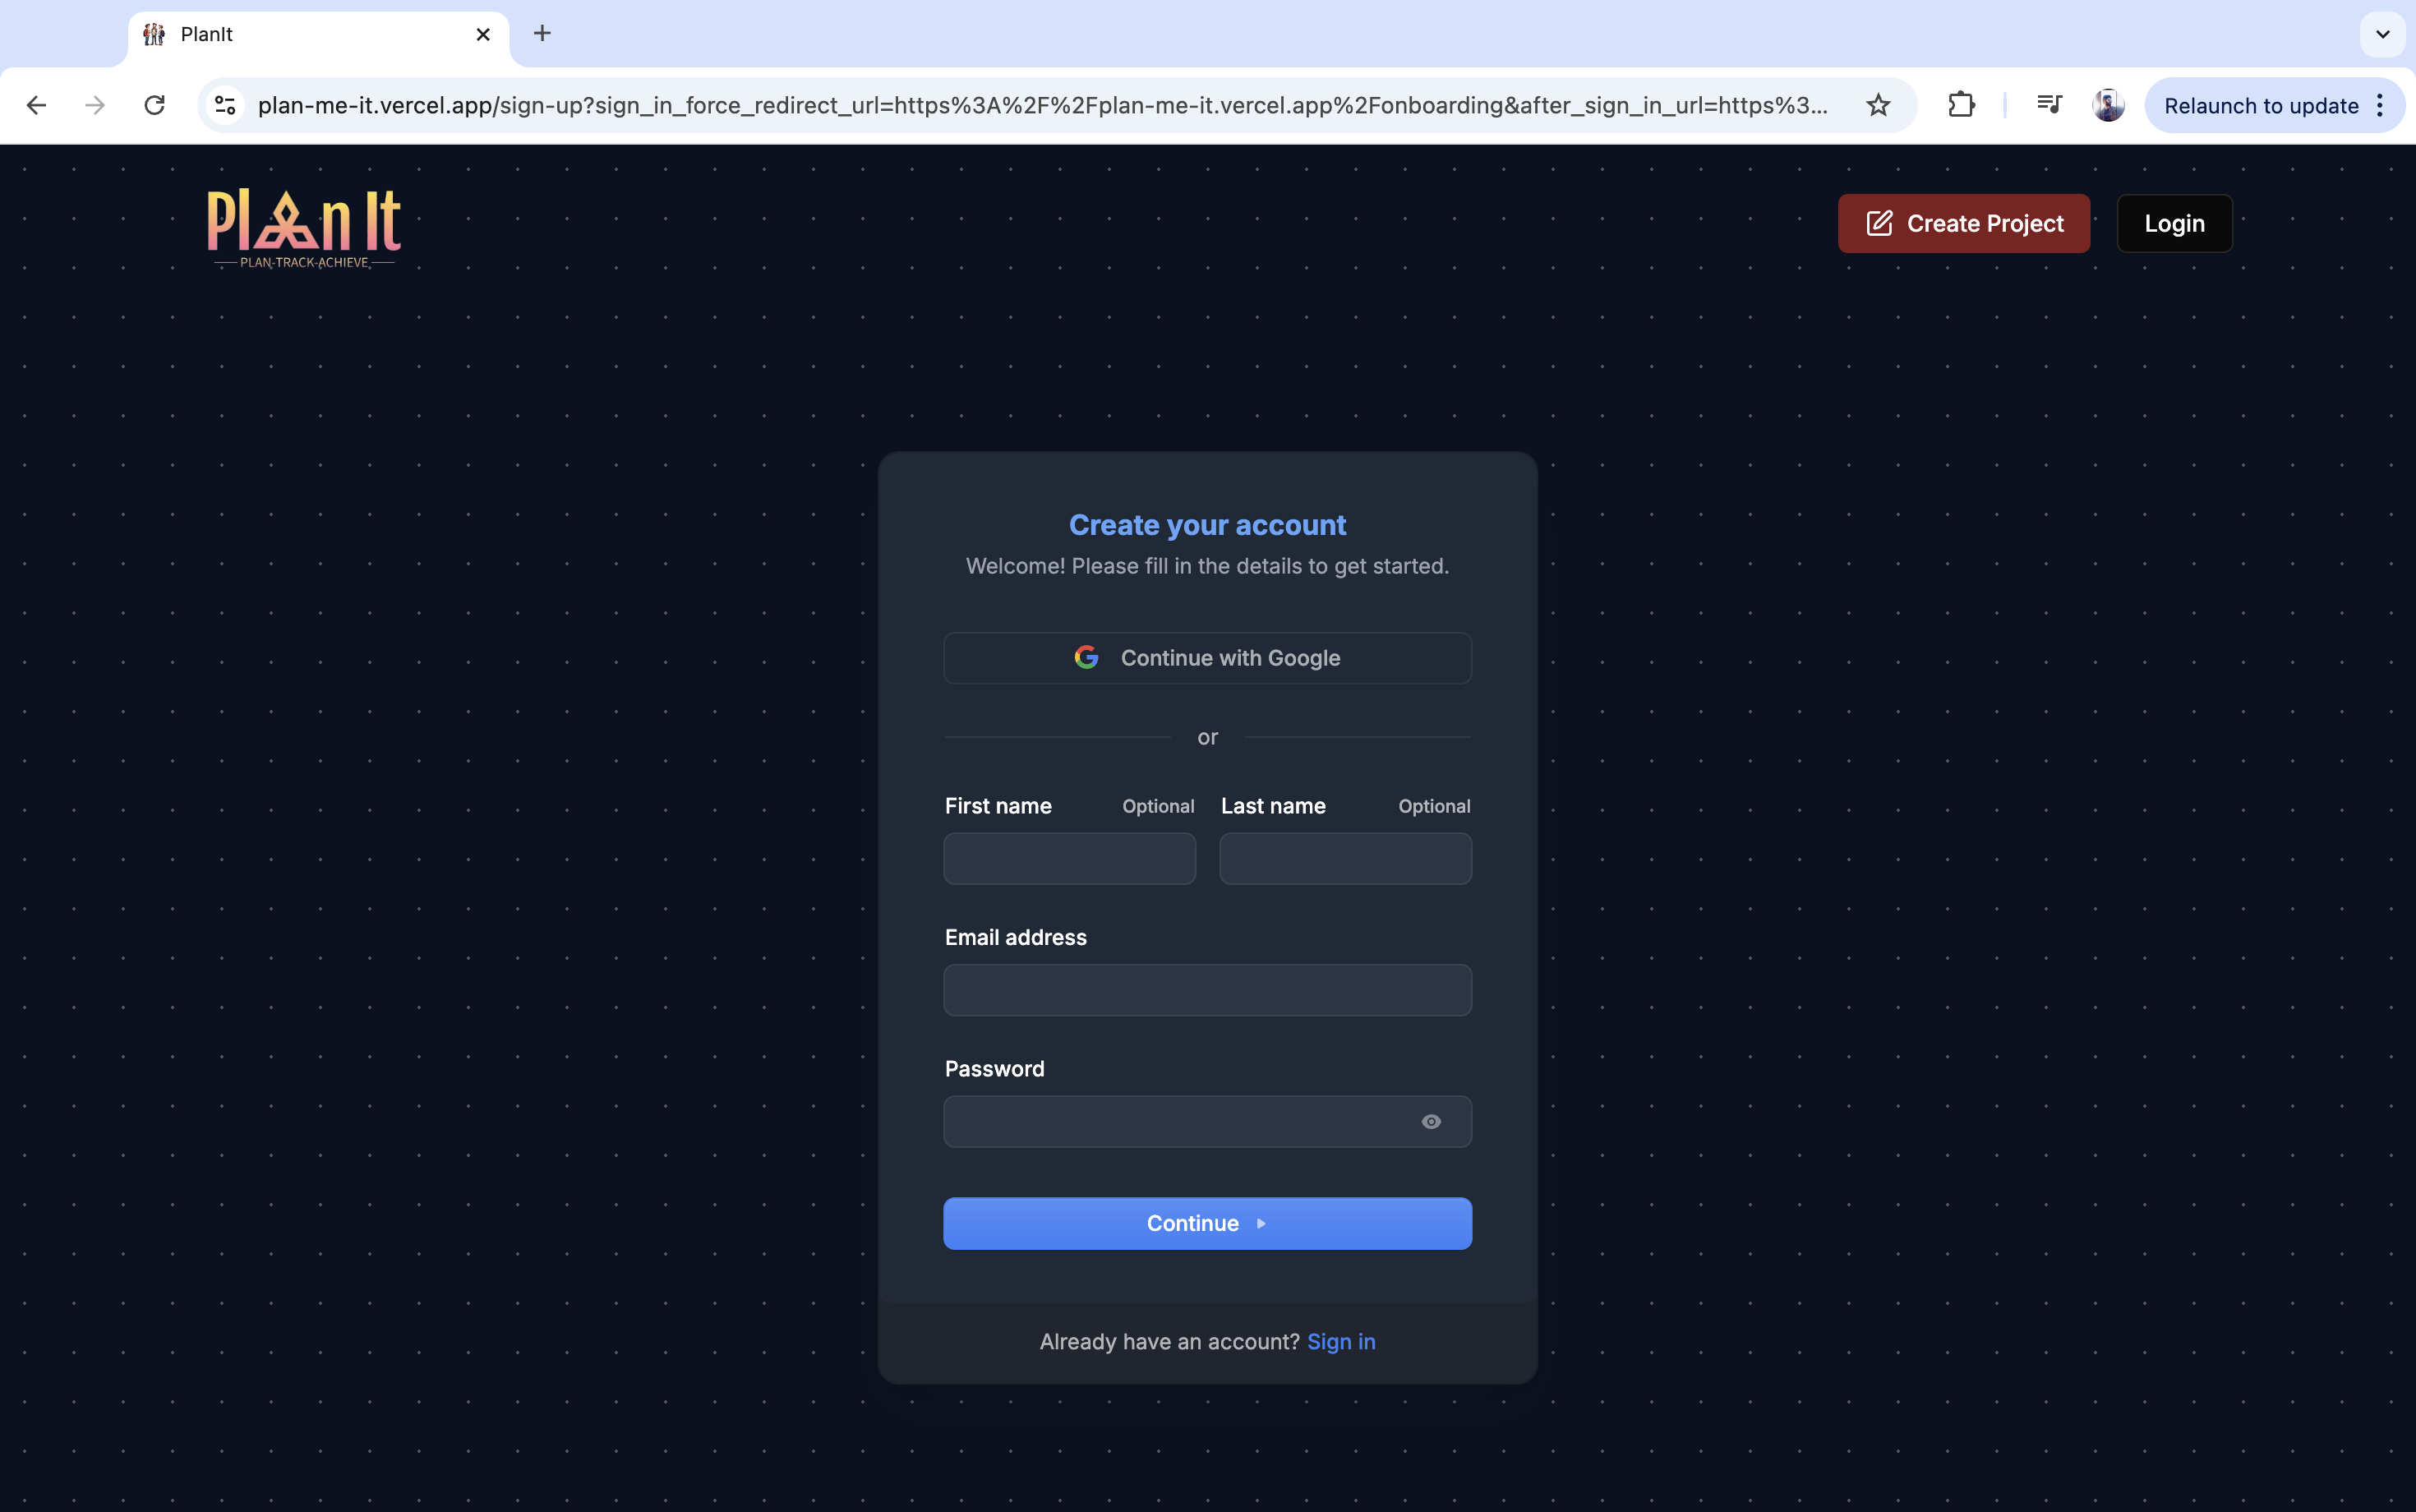 PlanIt
plan-me-it.vercel.app/sign-up?sign_in_force_redirect_url=https%3A%2F%2Fplan-me-it.vercel.app%2Fonboarding&after_sign_in_url=https%3...
Relaunch to update
Plan It
PLAN-TRACK-ACHIEVE
Create Project
Login
Create your account
Welcome! Please fill in the details to get started.
Continue with Google
or
First name Optional Last name Optional
Email address
Password
Continue
Already have an account? Sign in